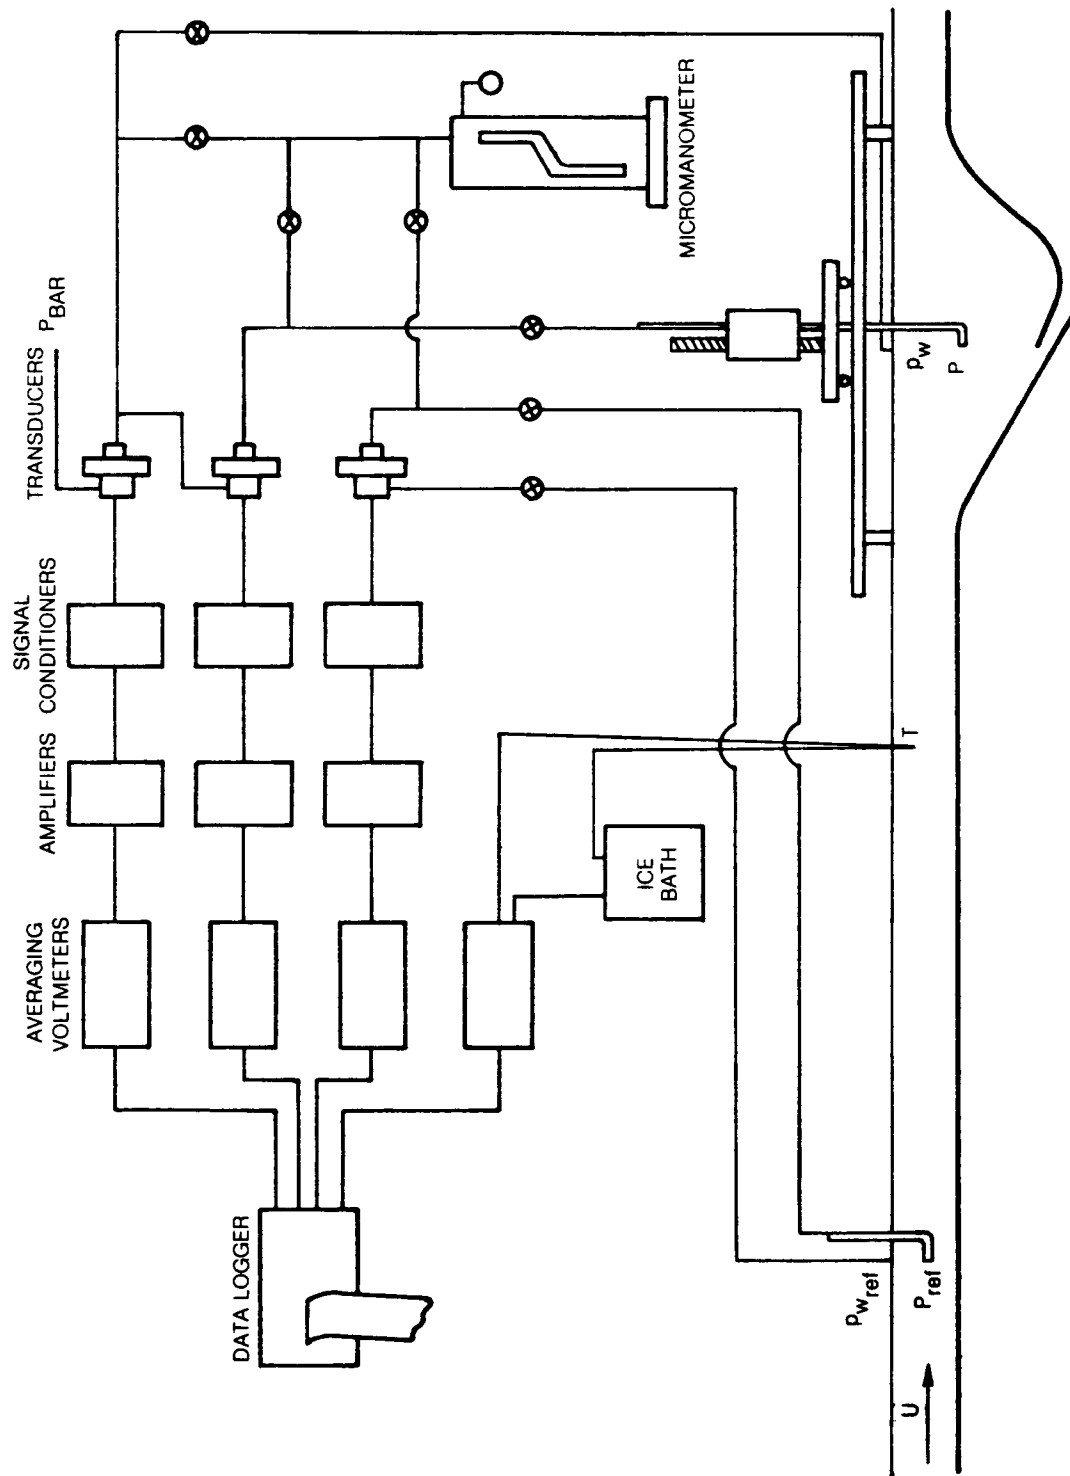 DATA LOGGER
AVERAGING
VOLTMETERS
AMPLIFIERS
SIGNAL
CONDITIONERS
TRANSDUCERS
P_BAR
MICROMANOMETER
ICE
BATH
U
p_w_ref
P_ref
T
p_w
P